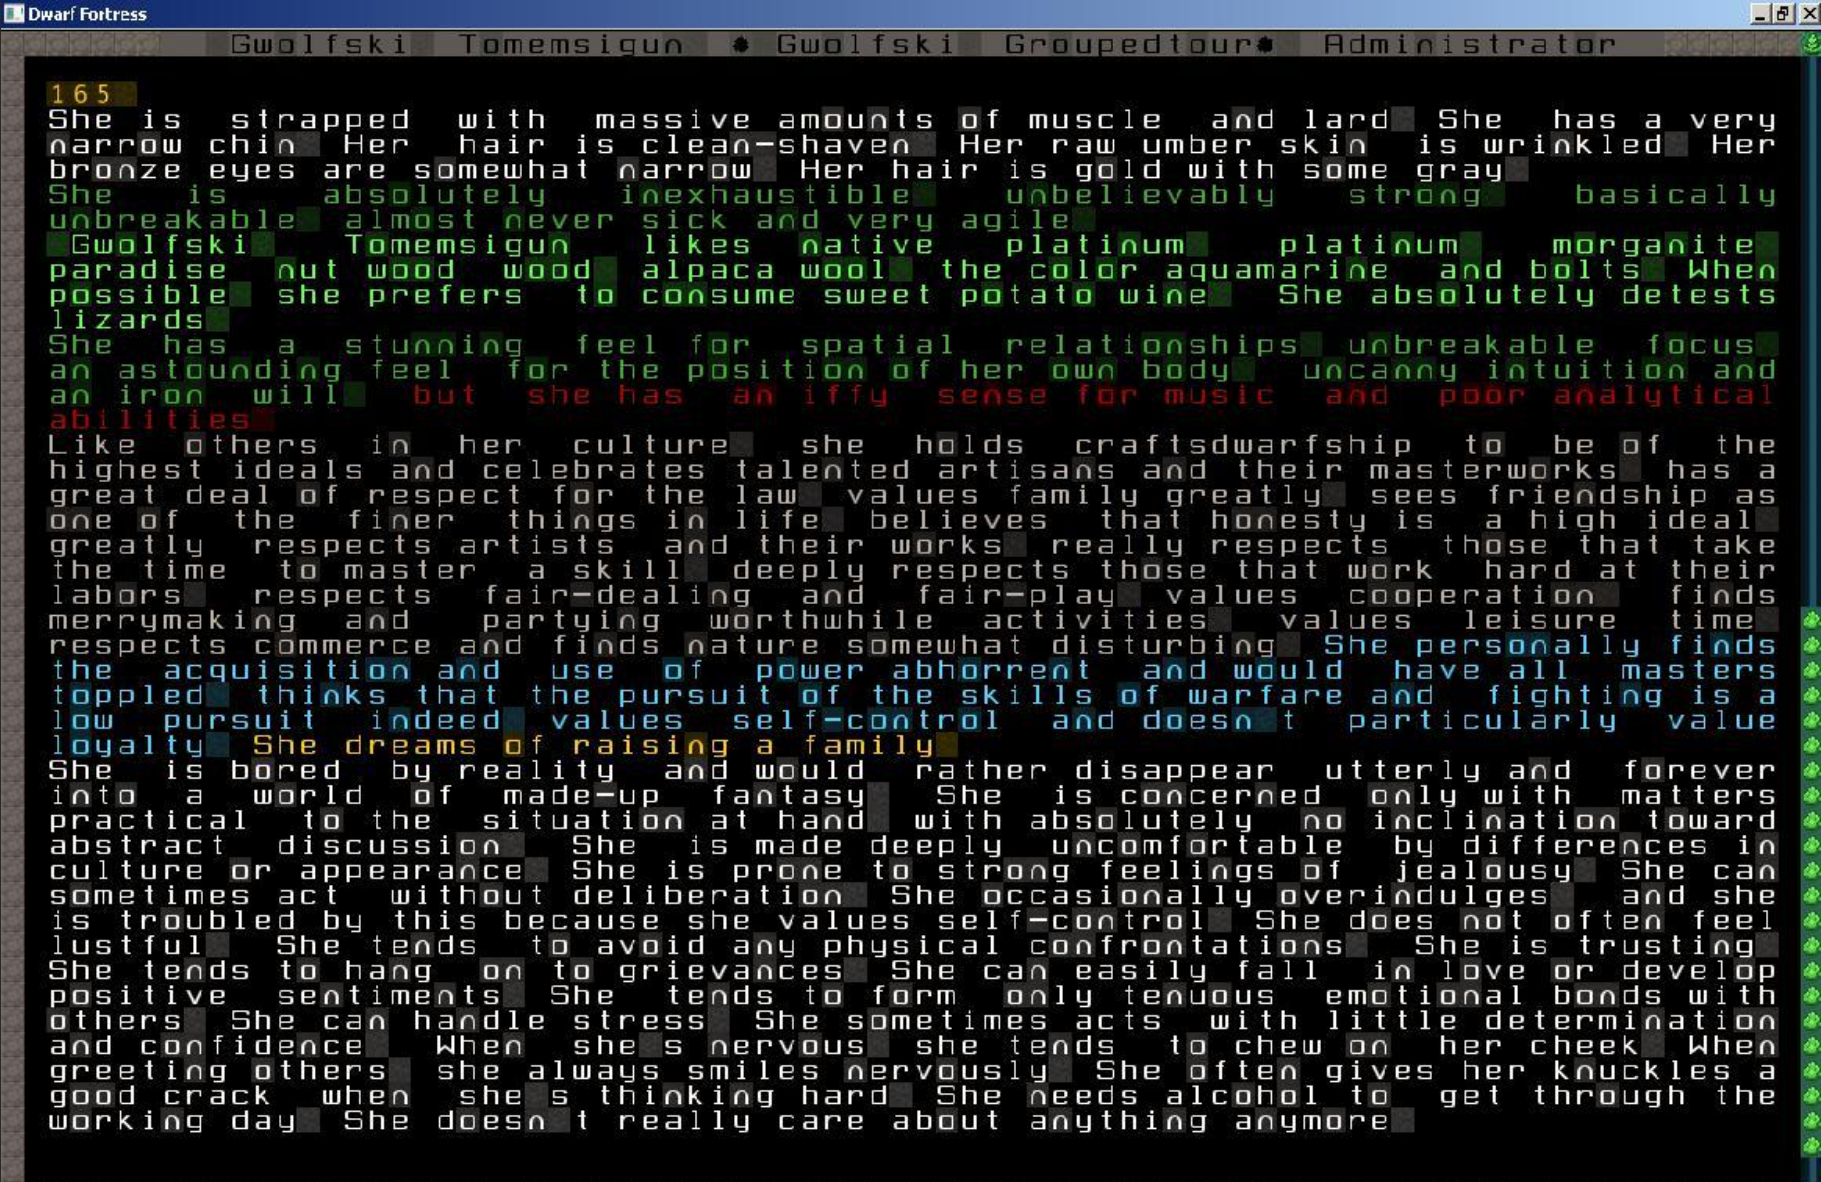 Dwarf Fortress
Gwolfski Tomemsigun Gwolfski Groupedtour Administrator
165
She is strapped with massive amounts of muscle and lard She has a very
narrow chin Her hair is clean-shaven Her raw umber skin is wrinkled Her
bronze eyes are somewhat narrow Her hair is gold with some gray
She is absolutely inexhaustible unbelievably strong basically
unbreakable almost never sick and very agile
Gwolfski Tomemsigun likes native platinum platinum morganite
paradise nut wood wood alpaca wool the color aquamarine and bolts When
possible she prefers to consume sweet potato wine She absolutely detests
lizards
She has a stunning feel for spatial relationships unbreakable focus
an astounding feel for the position of her own body uncanny intuition and
an iron will but she has an iffy sense for music and poor analytical
abilities
Like others in her culture she holds craftsdwarfship to be of the
highest ideals and celebrates talented artisans and their masterworks has a
great deal of respect for the law values family greatly sees friendship as
one of the finer things in life believes that honesty is a high ideal
greatly respects artists and their works really respects those that take
the time to master a skill deeply respects those that work hard at their
labors respects fair-dealing and fair-play values cooperation finds
merrymaking and partying worthwhile activities values leisure time
respects commerce and finds nature somewhat disturbing She personally finds
the acquisition and use of power abhorrent and would have all masters
toppled thinks that the pursuit of the skills of warfare and fighting is a
low pursuit indeed values self-control and doesn t particularly value
loyalty She dreams of raising a family
She is bored by reality and would rather disappear utterly and forever
into a world of made-up fantasy She is concerned only with matters
practical to the situation at hand with absolutely no inclination toward
abstract discussion She is made deeply uncomfortable by differences in
culture or appearance She is prone to strong feelings of jealousy She can
sometimes act without deliberation She occasionally overindulges and she
is troubled by this because she values self-control She does not often feel
lustful She tends to avoid any physical confrontations She is trusting
She tends to hang on to grievances She can easily fall in love or develop
positive sentiments She tends to form only tenuous emotional bonds with
others She can handle stress She sometimes acts with little determination
and confidence When she s nervous she tends to chew on her cheek When
greeting others she always smiles nervously She often gives her knuckles a
good crack when she s thinking hard She needs alcohol to get through the
working day She doesn t really care about anything anymore